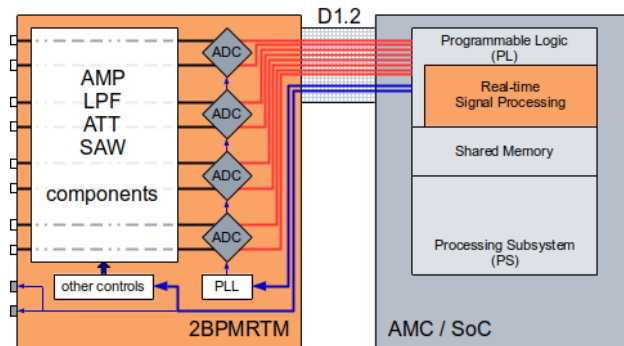 D1.2
ADC
AMP
LPF
ATT
SAW
components
ADC
ADC
ADC
other controls
PLL
2BPMRTM
Programmable Logic
(PL)
Real-time
Signal Processing
Shared Memory
Processing Subsystem
(PS)
AMC / SoC